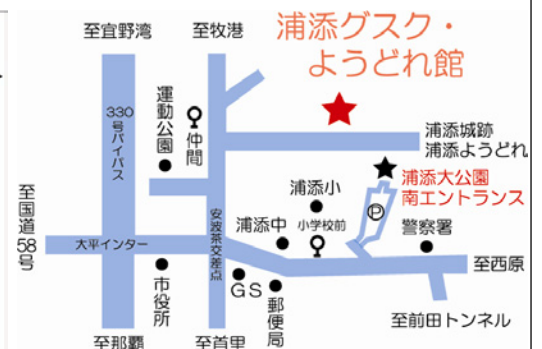 至宜野湾
至牧港
浦添グスク・
ようどれ館
330号バイパス
運動公園
仲間
浦添城跡
浦添ようどれ
浦添大公園
南エントランス
浦添小
P
至国道58号
大平インター
安波茶交差点
浦添中
小学校前
警察署
至西原
市役所
GS
郵便局
至前田トンネル
至那覇
至首里